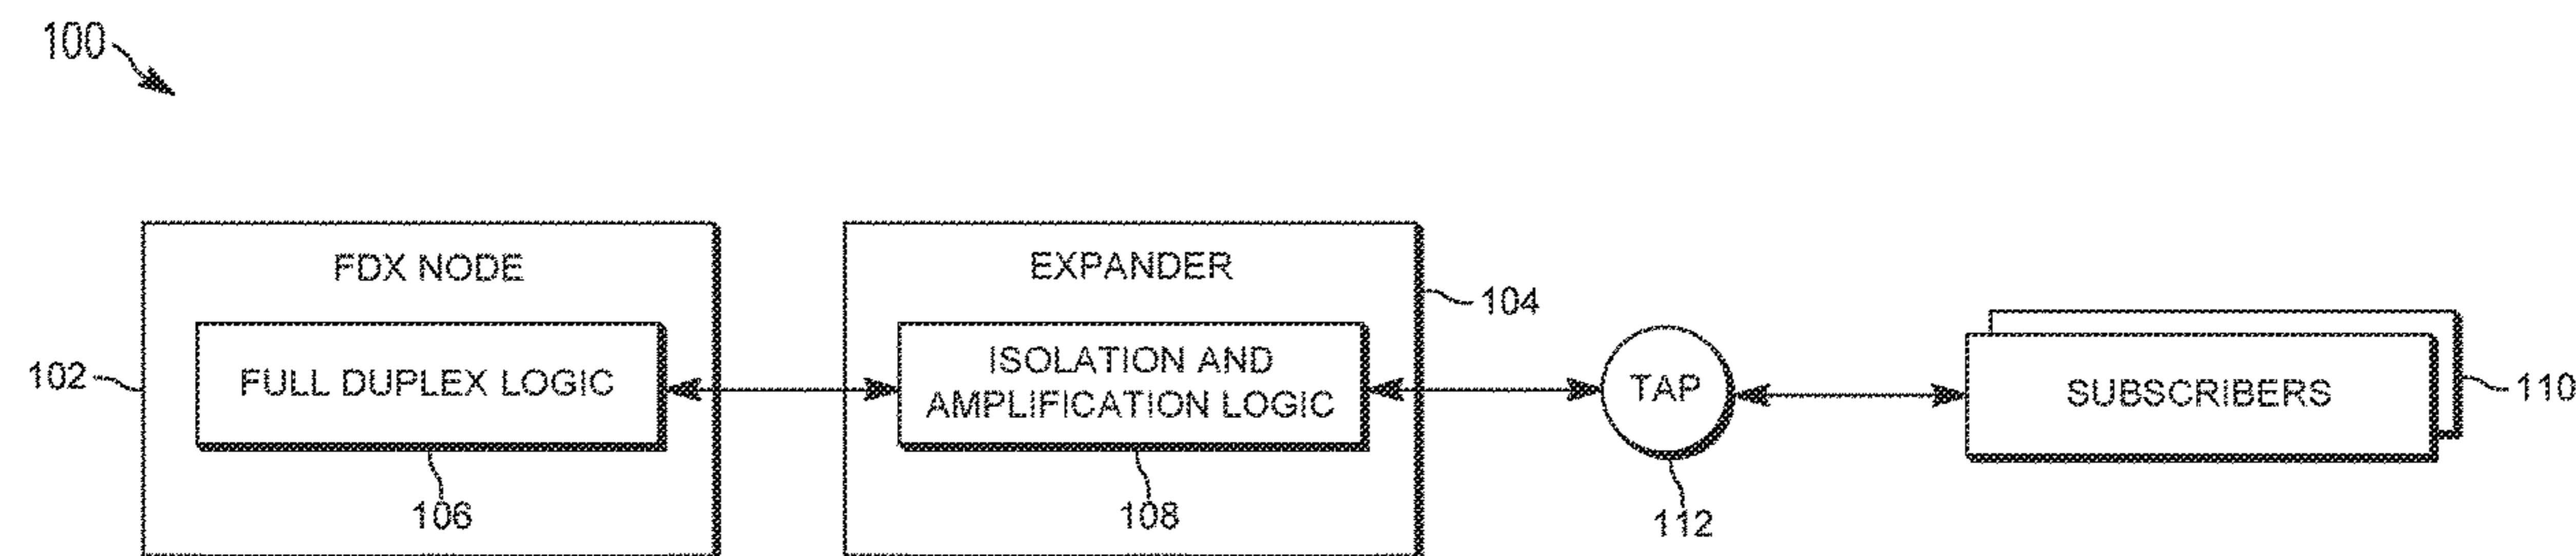 100
FDX NODE
EXPANDER
104
ISOLATION AND
AMPLIFICATION LOGIC
102
FULL DUPLEX LOGIC
TAP
SUBSCRIBERS
110
106
108
112